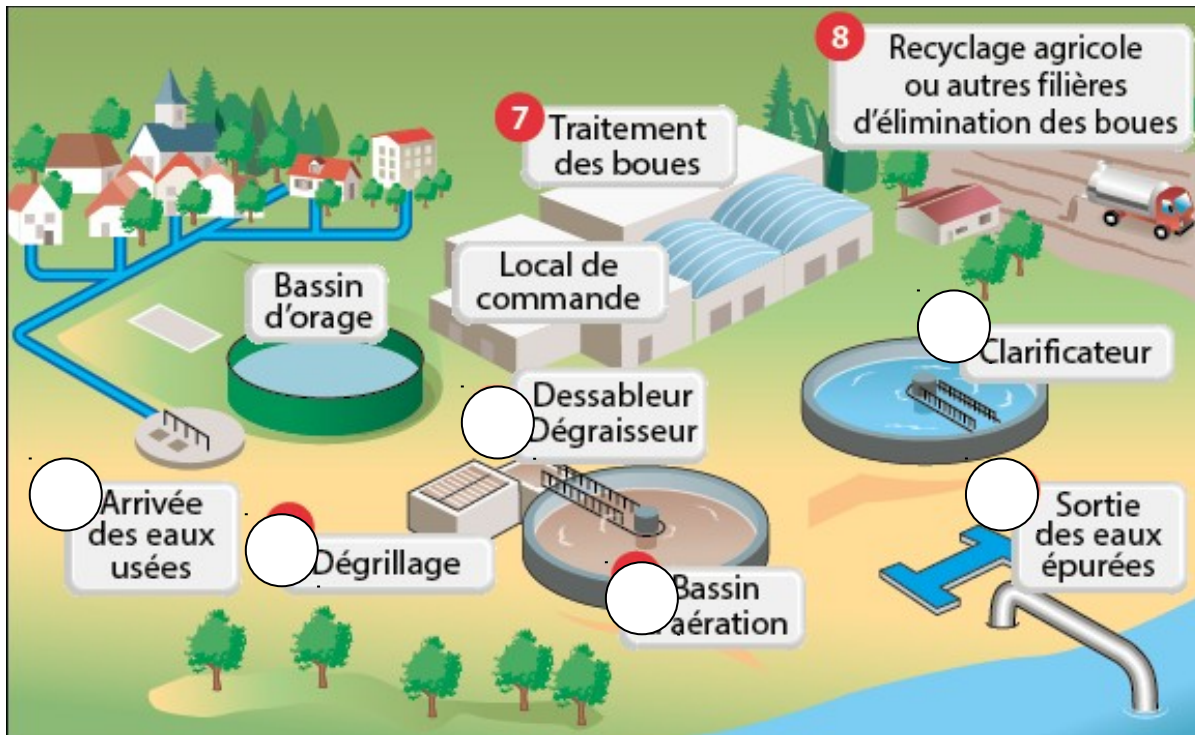 8
Recyclage agricole
ou autres filières
d'élimination des boues
7
Traitement
des boues
Local de
commande
Bassin
d'orage
Clarificateur
Dessableur
Dégraisseur
Arrivée
des eaux
usées
Dégrillage
Bassin
aération
Sortie
des eaux
épurées